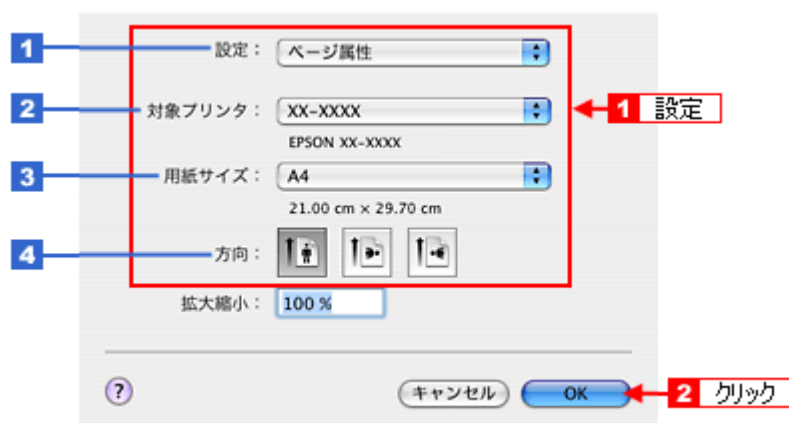 1 設定： ページ属性
2 対象プリンタ： XX-XXXX 1 設定
EPSON XX-XXXX
3 用紙サイズ： A4
21.00 cm × 29.70 cm
4 方向：
拡大縮小： 100 %
? キャンセル OK 2 クリック